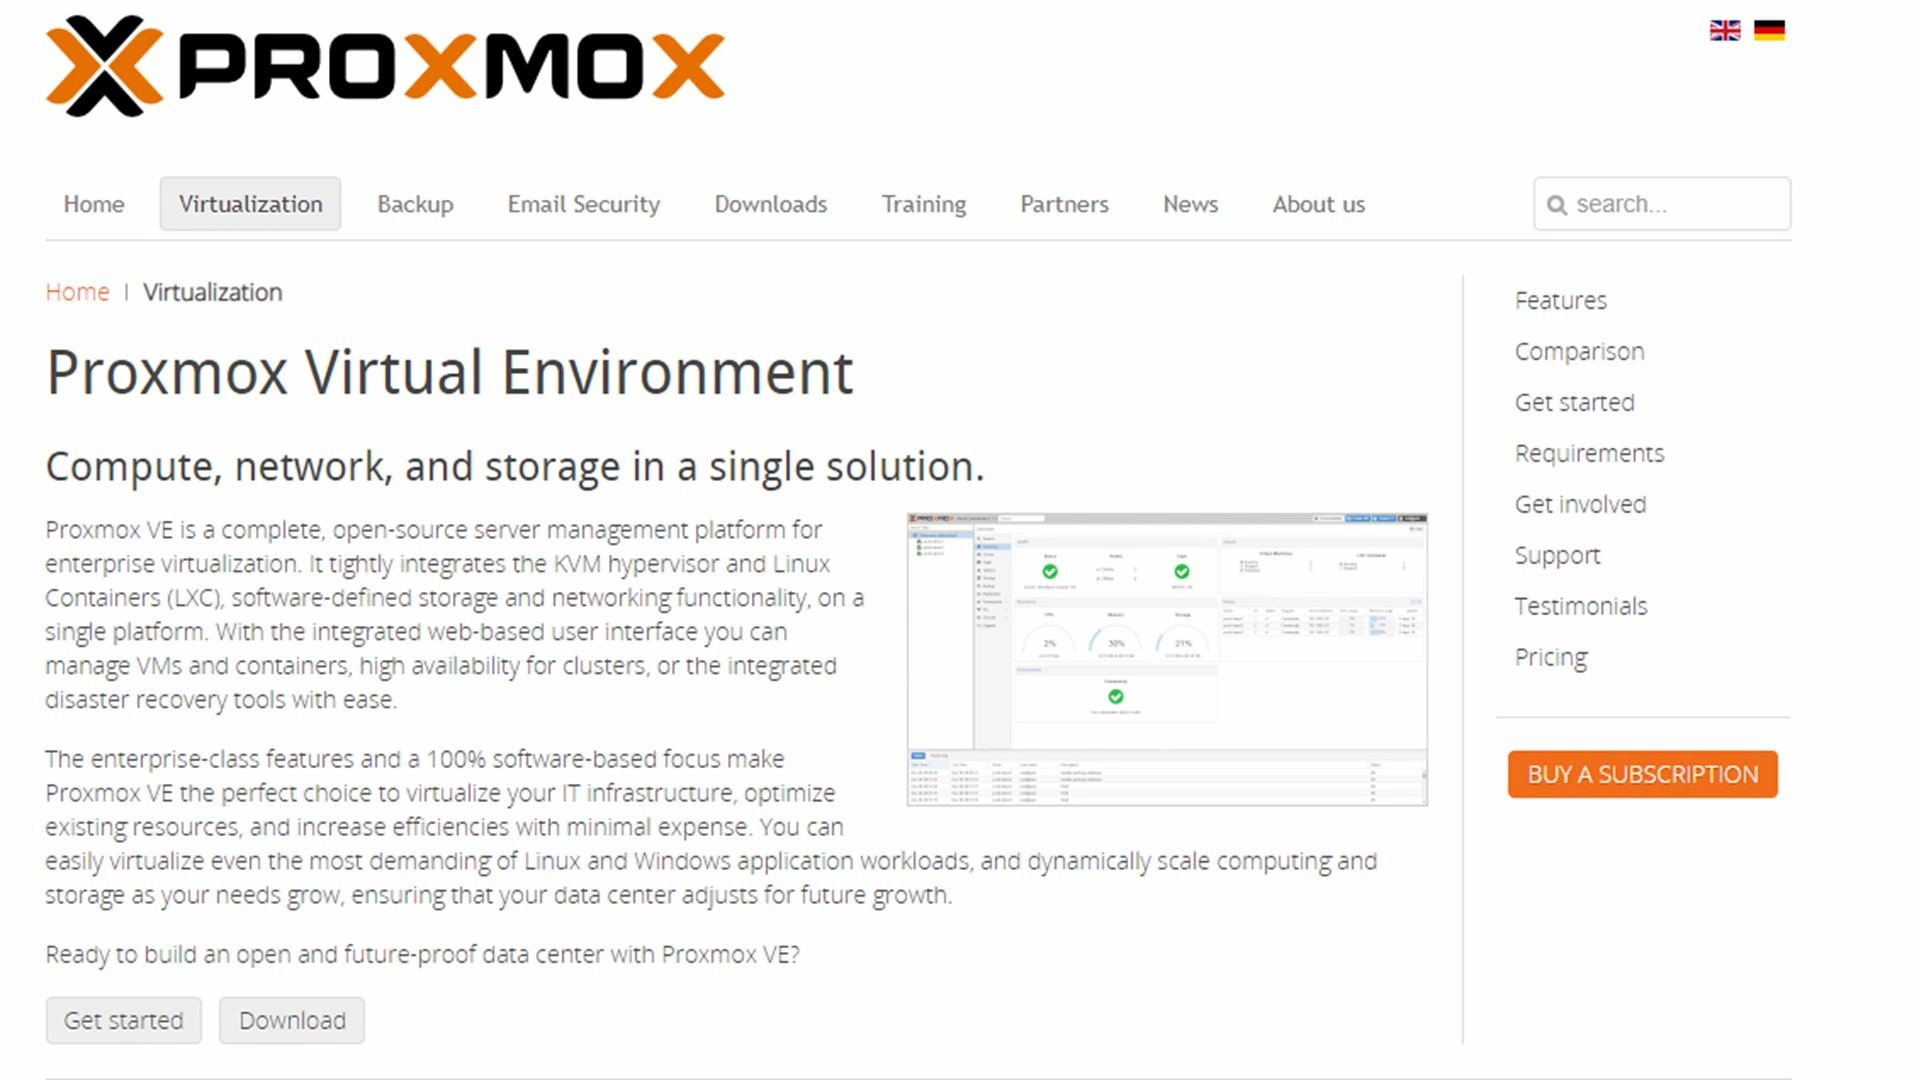 PROXMOX
Home
Virtualization
Backup
Email Security
Downloads
Training
Partners
News
About us
search...
Home | Virtualization
Proxmox Virtual Environment
Compute, network, and storage in a single solution.
Proxmox VE is a complete, open-source server management platform for
enterprise virtualization. It tightly integrates the KVM hypervisor and Linux
Containers (LXC), software-defined storage and networking functionality, on a
single platform. With the integrated web-based user interface you can
manage VMs and containers, high availability for clusters, or the integrated
disaster recovery tools with ease.
2%
30%
21%
The enterprise-class features and a 100% software-based focus make
Proxmox VE the perfect choice to virtualize your IT infrastructure, optimize
existing resources, and increase efficiencies with minimal expense. You can
easily virtualize even the most demanding of Linux and Windows application workloads, and dynamically scale computing and
storage as your needs grow, ensuring that your data center adjusts for future growth.
Ready to build an open and future-proof data center with Proxmox VE?
Get started
Download
Features
Comparison
Get started
Requirements
Get involved
Support
Testimonials
Pricing
BUY A SUBSCRIPTION